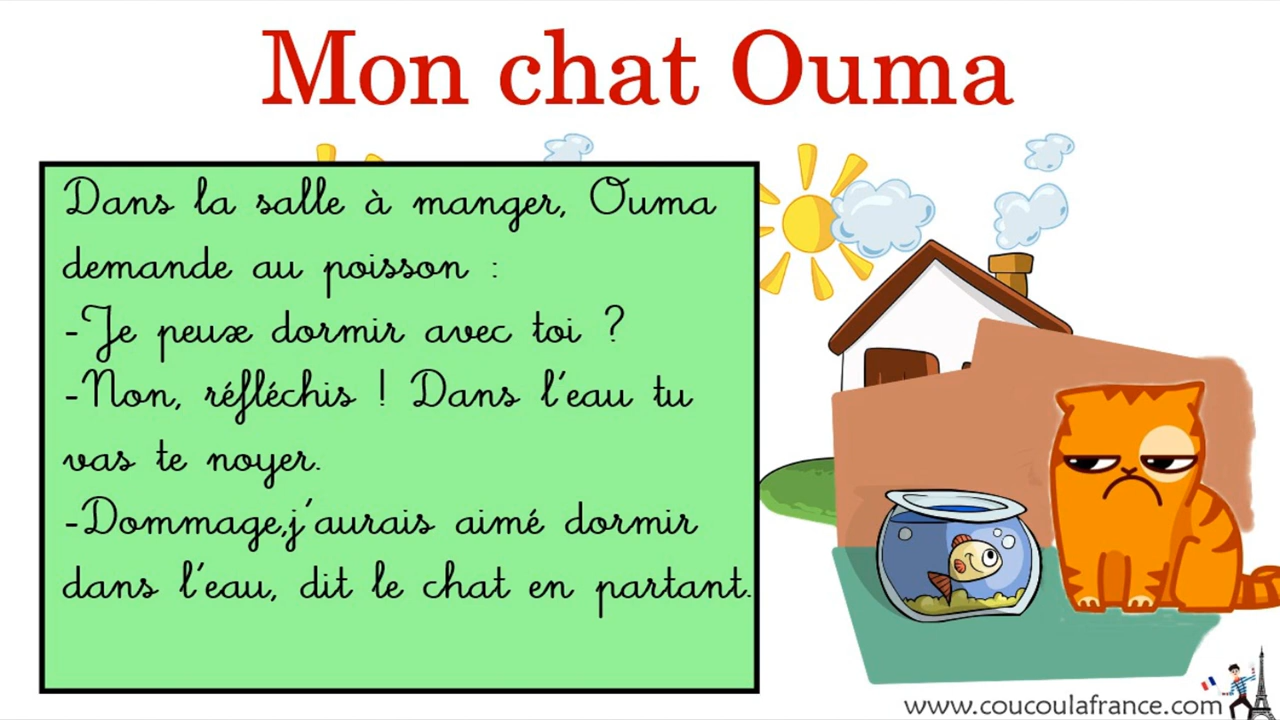 Mon chat Ouma
Dans la salle à manger, Ouma
demande au poisson :
-Je peux dormir avec toi ?
-Non, réfléchis ! Dans l'eau tu
vas te noyer.
-Dommage,j'aurais aimé dormir
dans l'eau, dit le chat en partant.
www.coucoulafrance.com